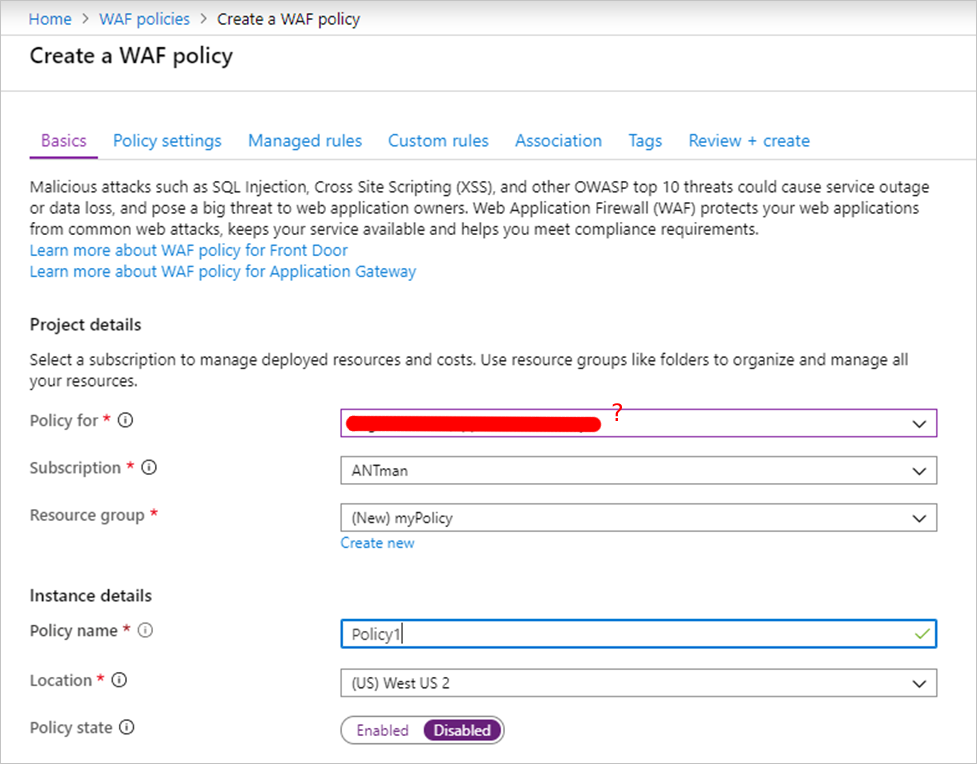 Home > WAF policies > Create a WAF policy
Create a WAF policy
Basics Policy settings Managed rules Custom rules Association Tags Review + create
Malicious attacks such as SQL Injection, Cross Site Scripting (XSS), and other OWASP top 10 threats could cause service outage
or data loss, and pose a big threat to web application owners. Web Application Firewall (WAF) protects your web applications
from common web attacks, keeps your service available and helps you meet compliance requirements.
Learn more about WAF policy for Front Door
Learn more about WAF policy for Application Gateway
Project details
Select a subscription to manage deployed resources and costs. Use resource groups like folders to organize and manage all
your resources.
Policy for * ?
Subscription * ANTman
Resource group * (New) myPolicy
Create new
Instance details
Policy name * Policy1
Location * (US) West US 2
Policy state Enabled Disabled